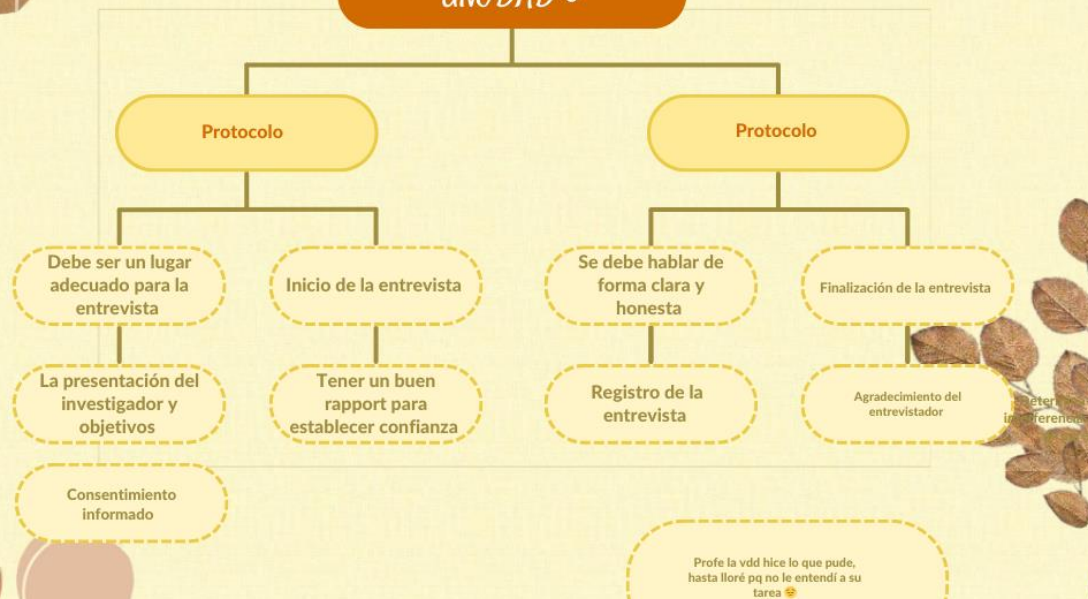 Protocolo
Protocolo
Debe ser un lugar
adecuado para la
entrevista
Inicio de la entrevista
Se debe hablar de
forma clara y
honesta
Finalización de la entrevista
La presentación del
investigador y
objetivos
Tener un buen
rapport para
establecer confianza
Registro de la
entrevista
Agradecimiento del
entrevistador
Consentimiento
informado
Profe la vdd hice lo que pude,
hasta lloré pq no le entendí a su
tarea 😊